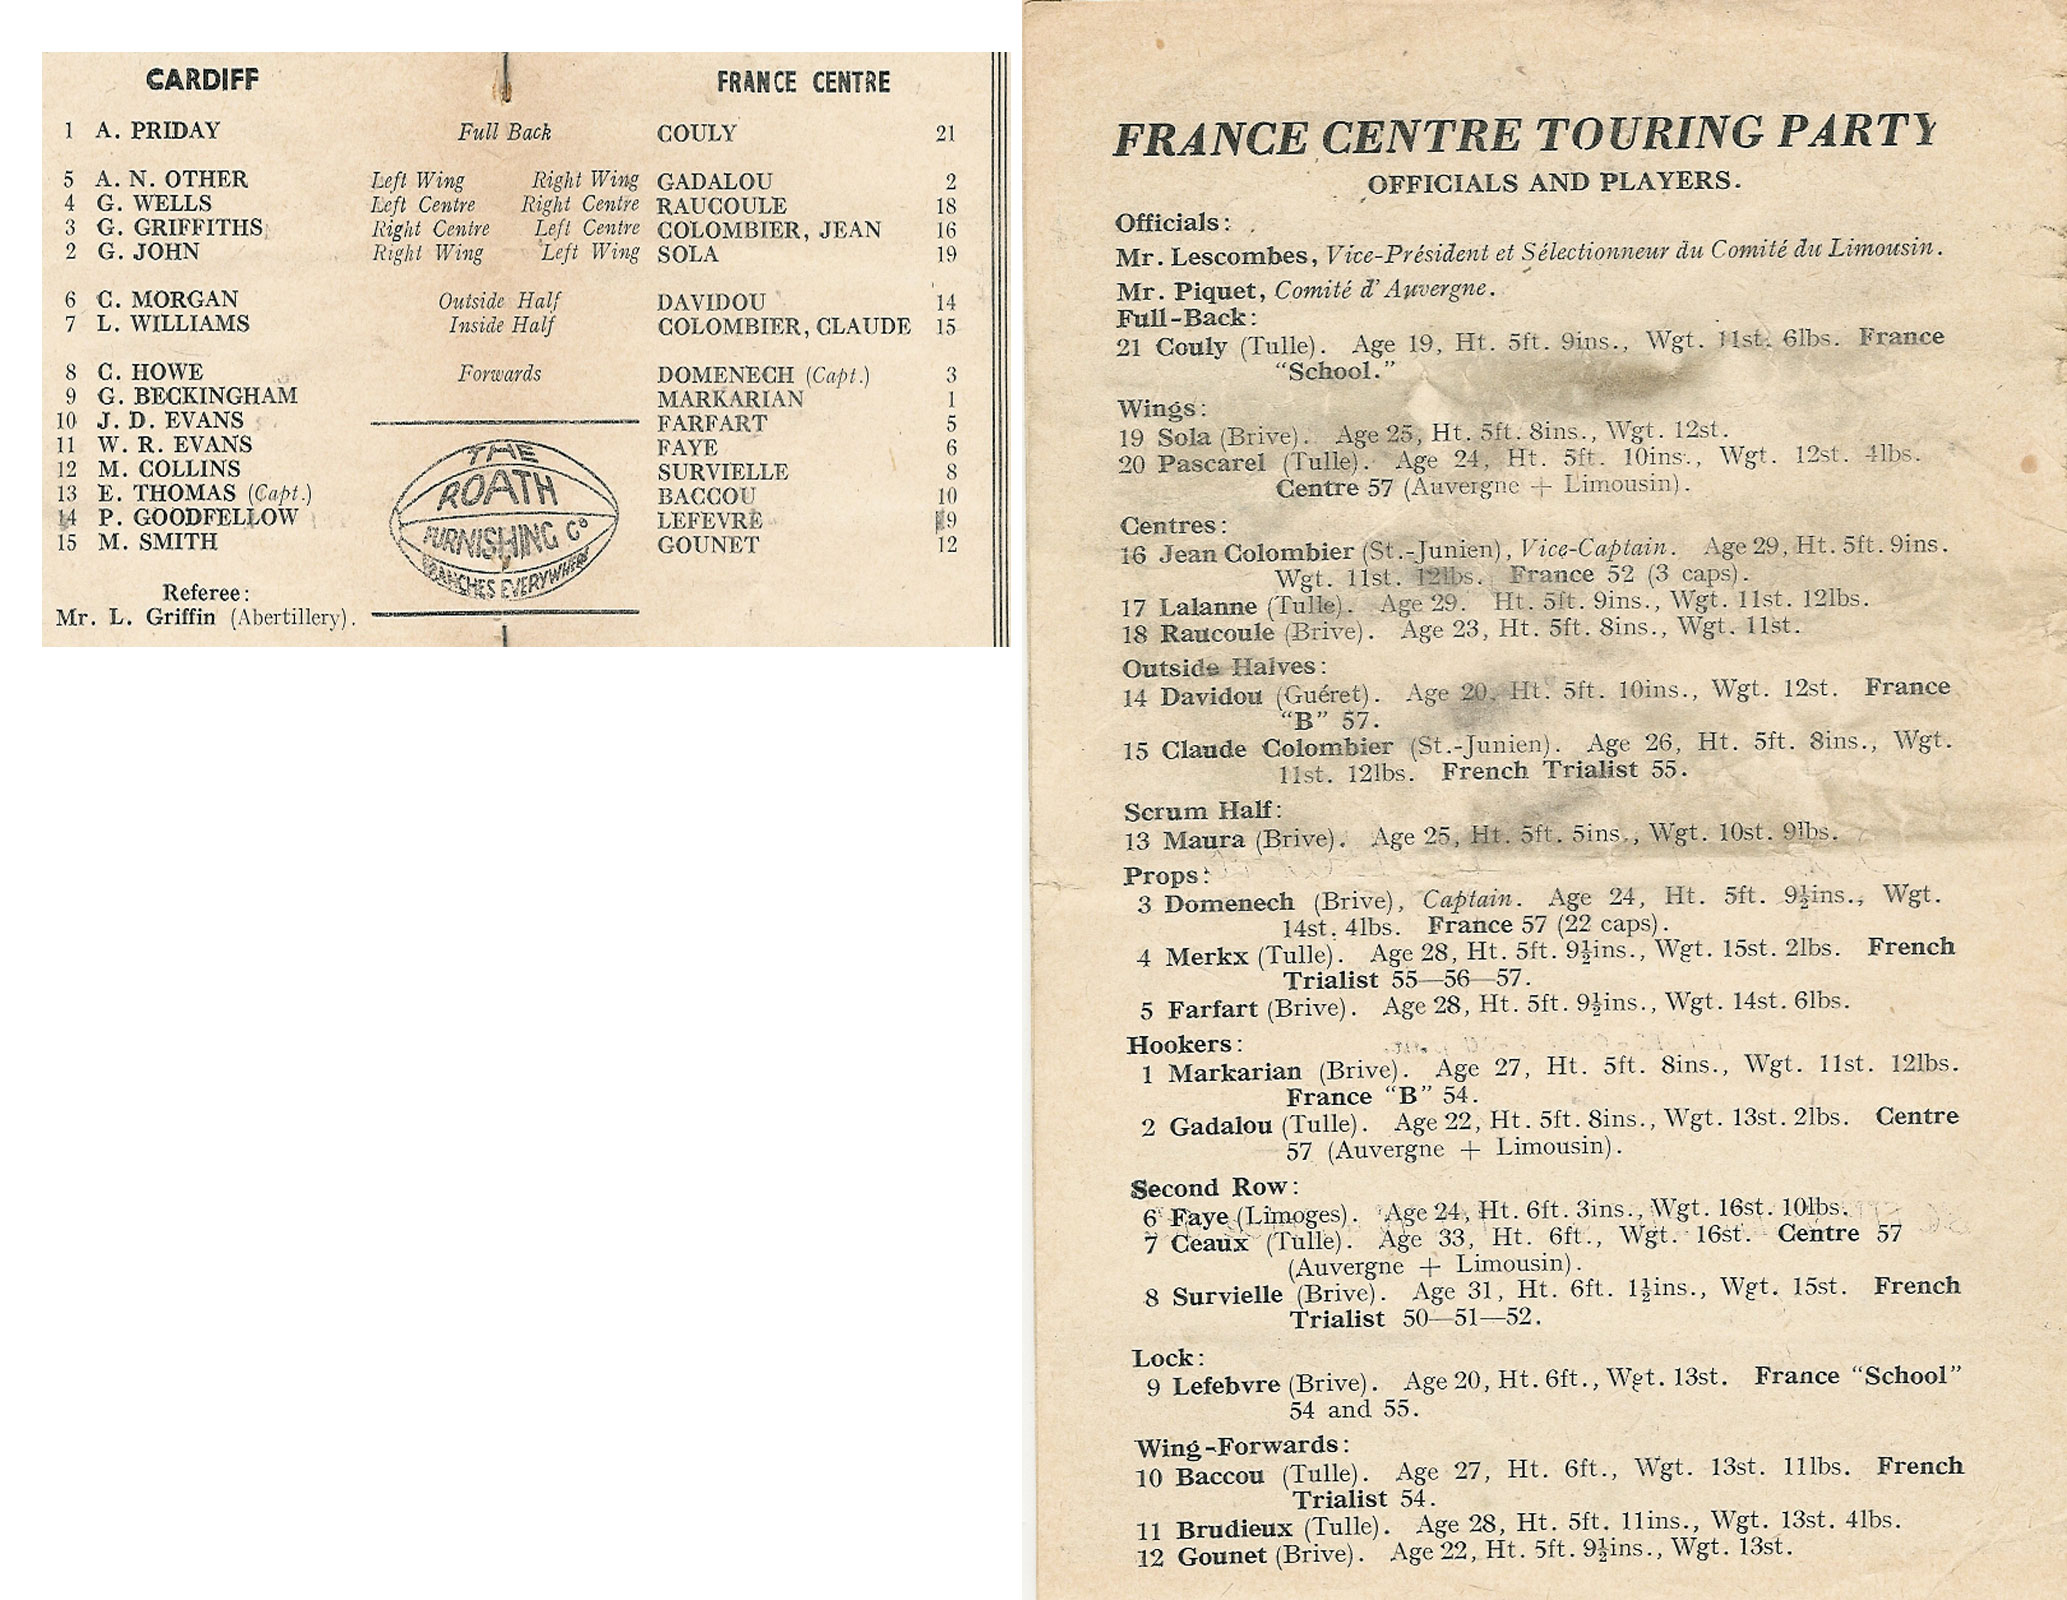 CARDIFF FRANCE CENTRE
1 A. PRIDAY Full Back COULY 21
5 A. N. OTHER Left Wing Right Wing GADALOU 2
4 G. WELLS Left Centre Right Centre RAUCOULE 18
3 G. GRIFFITHS Right Centre Left Centre COLOMBIER, JEAN 16
2 G. JOHN Right Wing Left Wing SOLA 19
6 C. MORGAN Outside Half DAVIDOU 14
7 L. WILLIAMS Inside Half COLOMBIER, CLAUDE 15
8 C. HOWE Forwards DOMENECH (Capt.) 3
9 G. BECKINGHAM MARKARIAN 1
10 J. D. EVANS FARFART 5
11 W. R. EVANS FAYE 6
12 M. COLLINS SURVIELLE 8
13 E. THOMAS (Capt.) BACCOU 10
14 P. GOODFELLOW LEFEVRE 9
15 M. SMITH GOUNET 12
THE
ROATH
FURNISHING Co
BRANCHES EVERYWHERE
Referee:
Mr. L. Griffin (Abertillery).
FRANCE CENTRE TOURING PARTY
OFFICIALS AND PLAYERS.
Officials:
Mr. Lescombes, Vice-Président et Sélectionneur du Comité du Limousin.
Mr. Piquet, Comité d'Auvergne.
Full-Back:
21 Couly (Tulle). Age 19, Ht. 5ft. 9ins., Wgt. 11st. 6lbs. France
"School."
Wings:
19 Sola (Brive). Age 25, Ht. 5ft. 8ins., Wgt. 12st.
20 Pascarel (Tulle). Age 24, Ht. 5ft. 10ins., Wgt. 12st. 4lbs.
Centre 57 (Auvergne + Limousin).
Centres:
16 Jean Colombier (St.-Junien), Vice-Captain. Age 29, Ht. 5ft. 9ins.
Wgt. 11st. 12lbs. France 52 (3 caps).
17 Lalanne (Tulle). Age 29. Ht. 5ft. 9ins., Wgt. 11st. 12lbs.
18 Raucoule (Brive). Age 23, Ht. 5ft. 8ins., Wgt. 11st.
Outside Halves:
14 Davidou (Guéret). Age 20, Ht. 5ft. 10ins., Wgt. 12st. France
"B" 57.
15 Claude Colombier (St.-Junien). Age 26, Ht. 5ft. 8ins., Wgt.
11st. 12lbs. French Trialist 55.
Scrum Half:
13 Maura (Brive). Age 25, Ht. 5ft. 5ins., Wgt. 10st. 9lbs.
Props:
3 Domenech (Brive), Captain. Age 24, Ht. 5ft. 9½ins., Wgt.
14st. 4lbs. France 57 (22 caps).
4 Merkx (Tulle). Age 28, Ht. 5ft. 9½ins., Wgt. 15st. 2lbs. French
Trialist 55—56—57.
5 Farfart (Brive). Age 28, Ht. 5ft. 9½ins., Wgt. 14st. 6lbs.
Hookers:
1 Markarian (Brive). Age 27, Ht. 5ft. 8ins., Wgt. 11st. 12lbs.
France "B" 54.
2 Gadalou (Tulle). Age 22, Ht. 5ft. 8ins., Wgt. 13st. 2lbs. Centre
57 (Auvergne + Limousin).
Second Row:
6 Faye (Limoges). Age 24, Ht. 6ft. 3ins., Wgt. 16st. 10lbs.
7 Ceaux (Tulle). Age 33, Ht. 6ft., Wgt. 16st. Centre 57
(Auvergne + Limousin).
8 Survielle (Brive). Age 31, Ht. 6ft. 1½ins., Wgt. 15st. French
Trialist 50—51—52.
Lock:
9 Lefebvre (Brive). Age 20, Ht. 6ft., Wgt. 13st. France "School"
54 and 55.
Wing-Forwards:
10 Baccou (Tulle). Age 27, Ht. 6ft., Wgt. 13st. 11lbs. French
Trialist 54.
11 Brudieux (Tulle). Age 28, Ht. 5ft. 11ins., Wgt. 13st. 4lbs.
12 Gounet (Brive). Age 22, Ht. 5ft. 9½ins., Wgt. 13st.